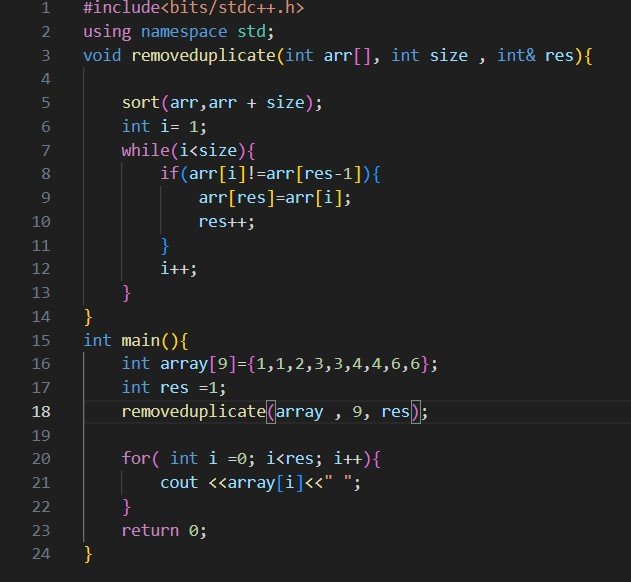 1 #include<bits/stdc++.h>
2 using namespace std;
3 void removeduplicate(int arr[], int size , int& res){
4
5     sort(arr,arr + size);
6     int i= 1;
7     while(i<size){
8         if(arr[i]!=arr[res-1]){
9             arr[res]=arr[i];
10             res++;
11         }
12         i++;
13     }
14 }
15 int main(){
16     int array[9]={1,1,2,3,3,4,4,6,6};
17     int res =1;
18     removeduplicate(array , 9, res);
19
20     for( int i =0; i<res; i++){
21         cout <<array[i]<<" ";
22     }
23     return 0;
24 }